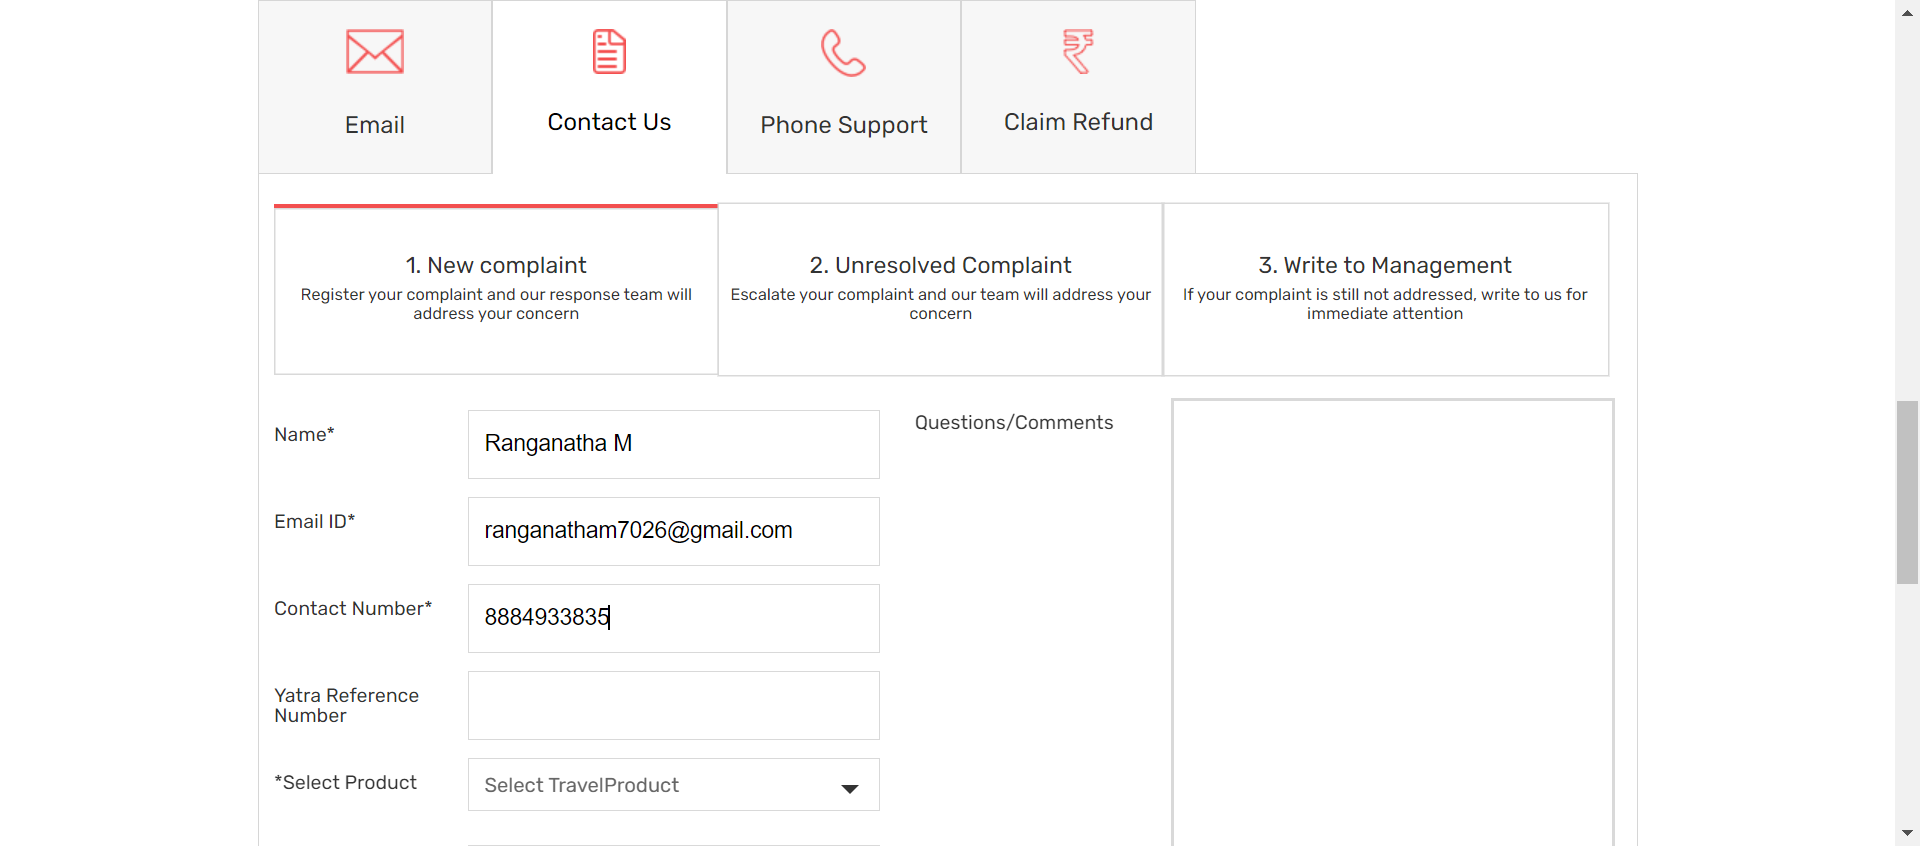 Email
Contact Us
Phone Support
Claim Refund
1. New complaint
Register your complaint and our response team will
address your concern
2. Unresolved Complaint
Escalate your complaint and our team will address your
concern
3. Write to Management
If your complaint is still not addressed, write to us for
immediate attention
Name*
Ranganatha M
Questions/Comments
Email ID*
ranganatham7026@gmail.com
Contact Number*
8884933835
Yatra Reference
Number
*Select Product
Select TravelProduct